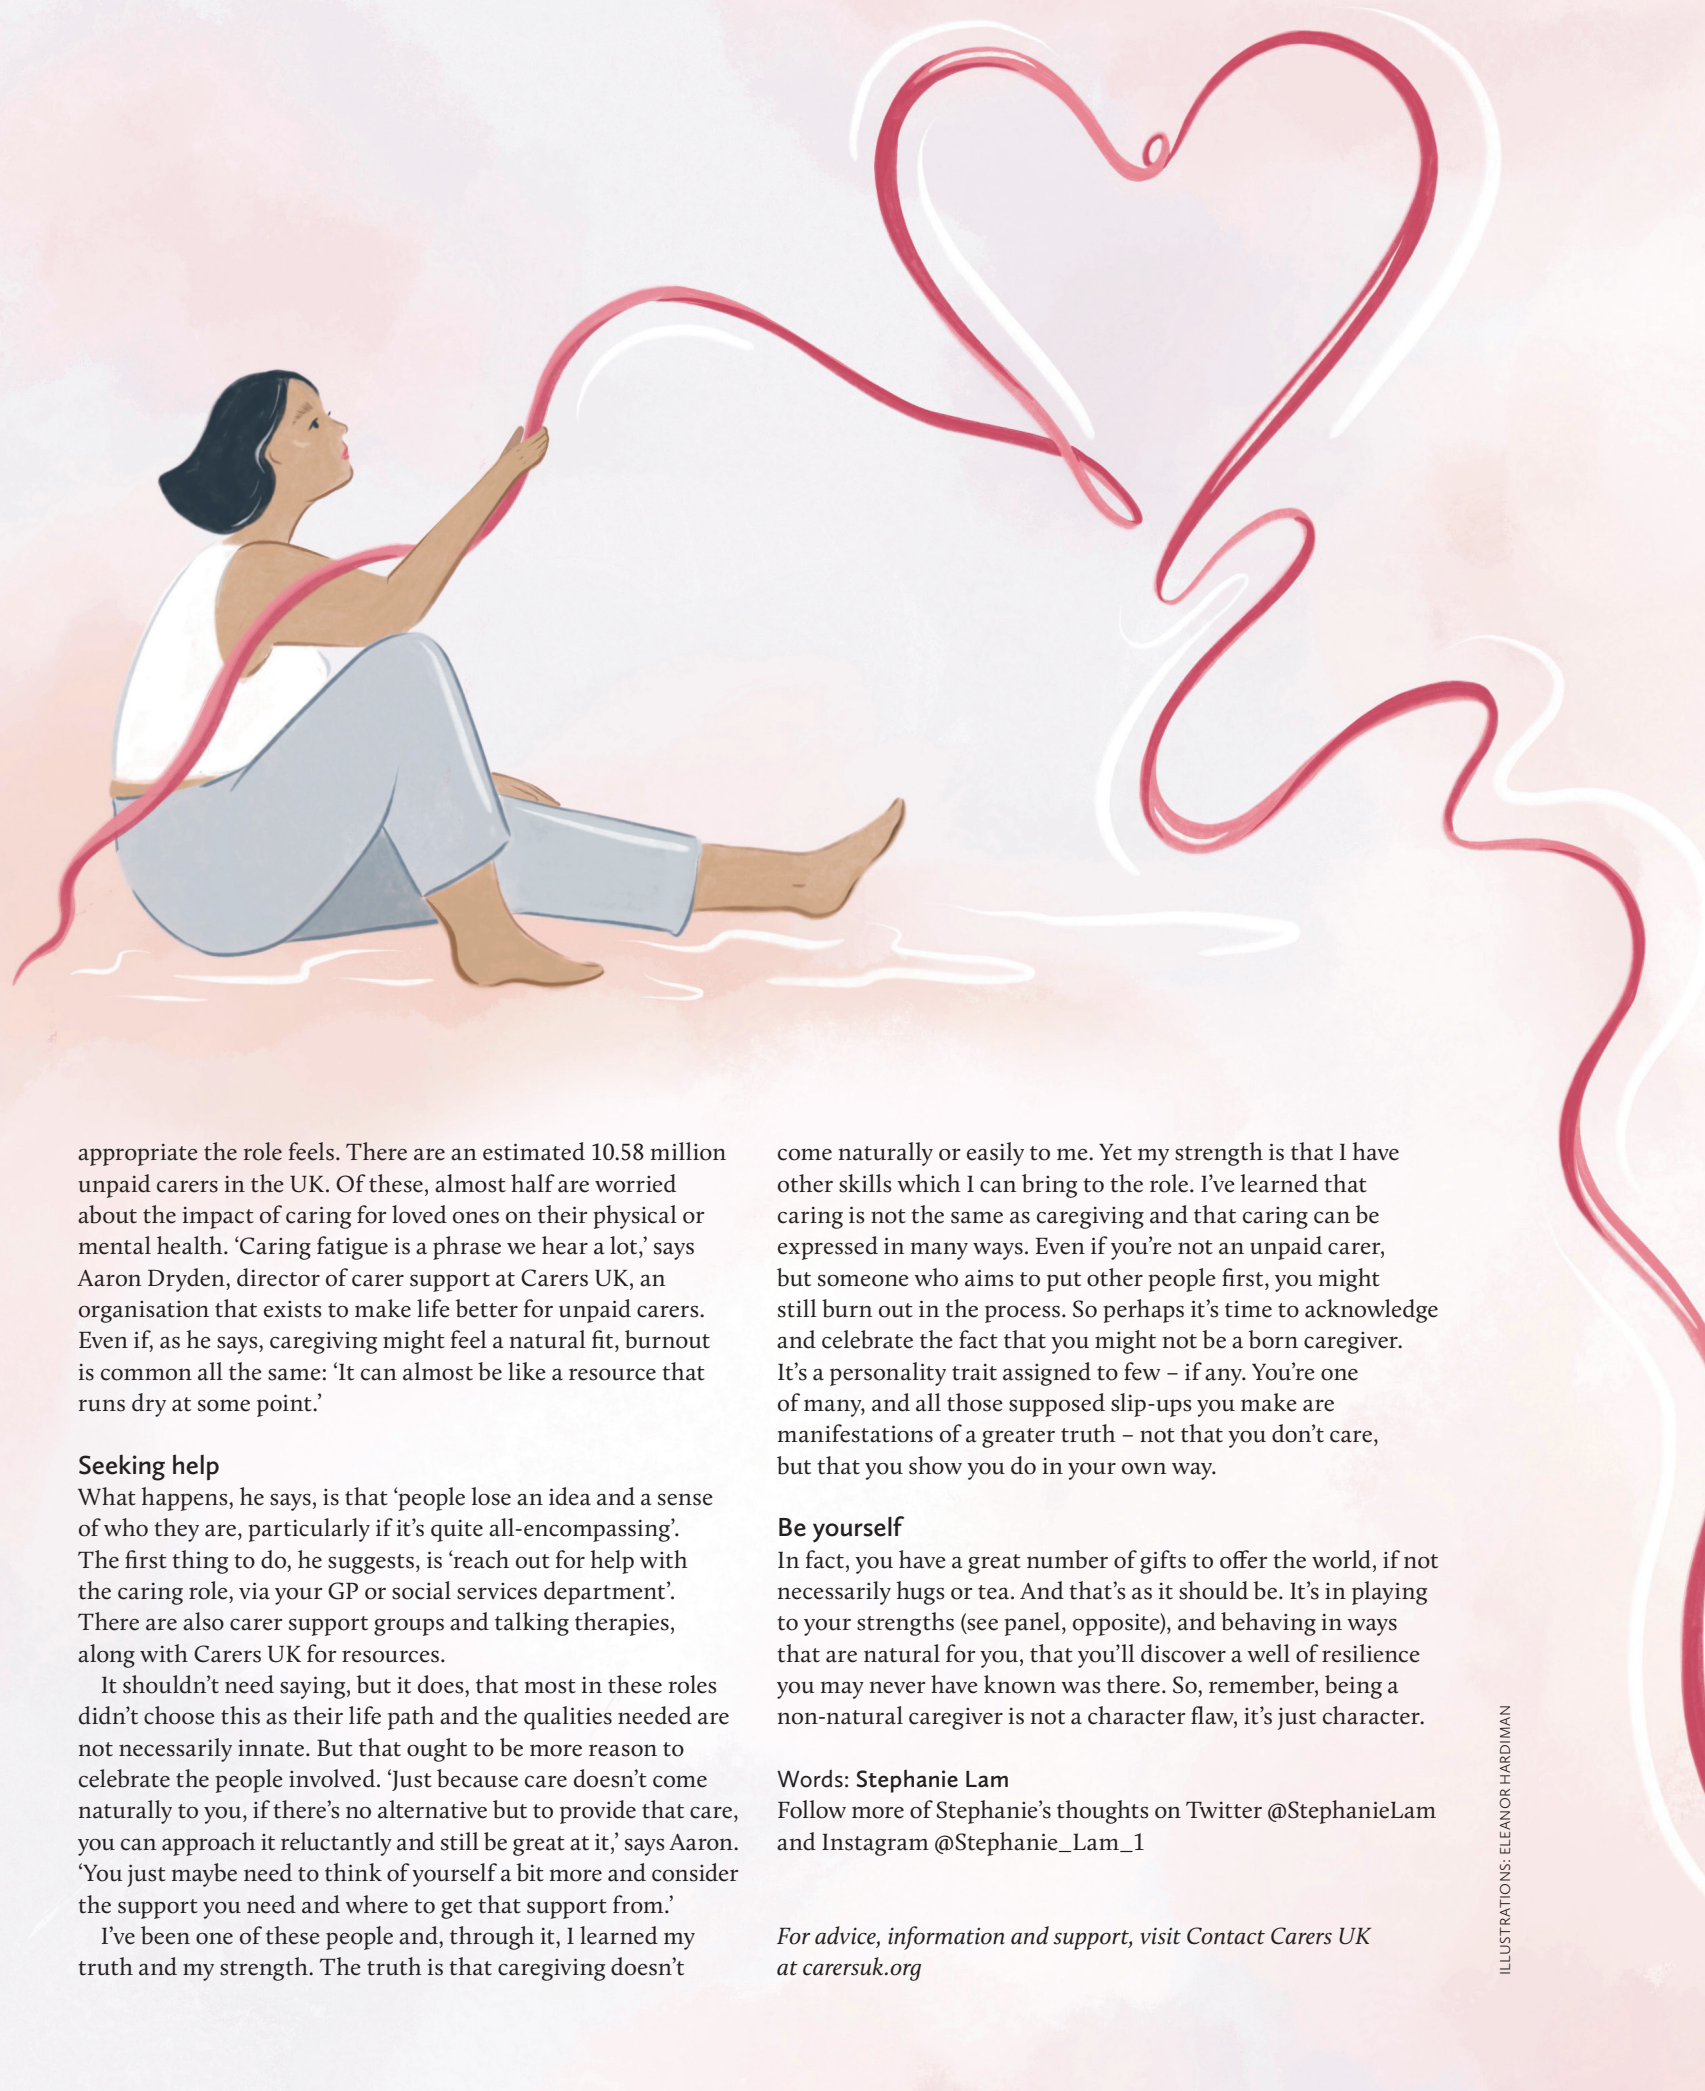 appropriate the role feels. There are an estimated 10.58 million
unpaid carers in the UK. Of these, almost half are worried
about the impact of caring for loved ones on their physical or
mental health. ‘Caring fatigue is a phrase we hear a lot,’ says
Aaron Dryden, director of carer support at Carers UK, an
organisation that exists to make life better for unpaid carers.
Even if, as he says, caregiving might feel a natural fit, burnout
is common all the same: ‘It can almost be like a resource that
runs dry at some point.’
Seeking help
What happens, he says, is that ‘people lose an idea and a sense
of who they are, particularly if it’s quite all-encompassing’.
The first thing to do, he suggests, is ‘reach out for help with
the caring role, via your GP or social services department’.
There are also carer support groups and talking therapies,
along with Carers UK for resources.
It shouldn’t need saying, but it does, that most in these roles
didn’t choose this as their life path and the qualities needed are
not necessarily innate. But that ought to be more reason to
celebrate the people involved. ‘Just because care doesn’t come
naturally to you, if there’s no alternative but to provide that care,
you can approach it reluctantly and still be great at it,’ says Aaron.
‘You just maybe need to think of yourself a bit more and consider
the support you need and where to get that support from.’
I’ve been one of these people and, through it, I learned my
truth and my strength. The truth is that caregiving doesn’t
come naturally or easily to me. Yet my strength is that I have
other skills which I can bring to the role. I’ve learned that
caring is not the same as caregiving and that caring can be
expressed in many ways. Even if you’re not an unpaid carer,
but someone who aims to put other people first, you might
still burn out in the process. So perhaps it’s time to acknowledge
and celebrate the fact that you might not be a born caregiver.
It’s a personality trait assigned to few – if any. You’re one
of many, and all those supposed slip-ups you make are
manifestations of a greater truth – not that you don’t care,
but that you show you do in your own way.
Be yourself
In fact, you have a great number of gifts to offer the world, if not
necessarily hugs or tea. And that’s as it should be. It’s in playing
to your strengths (see panel, opposite), and behaving in ways
that are natural for you, that you’ll discover a well of resilience
you may never have known was there. So, remember, being a
non-natural caregiver is not a character flaw, it’s just character.
Words: Stephanie Lam
Follow more of Stephanie’s thoughts on Twitter @StephanieLam
and Instagram @Stephanie_Lam_1
For advice, information and support, visit Contact Carers UK
at carersuk.org
ILLUSTRATIONS: ELEANOR HARDIMAN